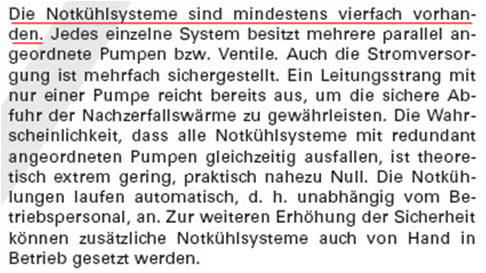 Die Notkühlsysteme sind mindestens vierfach vorhan-
den. Jedes einzelne System besitzt mehrere parallel an-
geordnete Pumpen bzw. Ventile. Auch die Stromversor-
gung ist mehrfach sichergestellt. Ein Leitungsstrang mit
nur einer Pumpe reicht bereits aus, um die sichere Ab-
fuhr der Nachzerfallswärme zu gewährleisten. Die Wahr-
scheinlichkeit, dass alle Notkühlsysteme mit redundant
angeordneten Pumpen gleichzeitig ausfallen, ist theore-
tisch extrem gering, praktisch nahezu Null. Die Notküh-
lungen laufen automatisch, d. h. unabhängig vom Be-
triebspersonal, an. Zur weiteren Erhöhung der Sicherheit
können zusätzliche Notkühlsysteme auch von Hand in
Betrieb gesetzt werden.